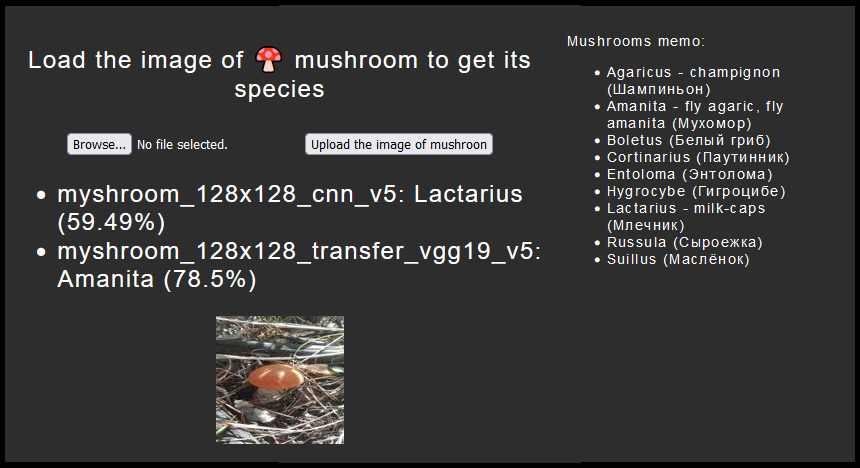 Load the image of 🍄 mushroom to get its
species
Browse... No file selected. Upload the image of mushroon
myshroom_128x128_cnn_v5: Lactarius
(59.49%)
myshroom_128x128_transfer_vgg19_v5:
Amanita (78.5%)
Mushrooms memo:
Agaricus - champignon
(Шампиньон)
Amanita - fly agaric, fly
amanita (Мухомор)
Boletus (Белый гриб)
Cortinarius (Паутинник)
Entoloma (Энтолома)
Hygrocybe (Гигроцибе)
Lactarius - milk-caps
(Млечник)
Russula (Сыроежка)
Suillus (Маслёнок)